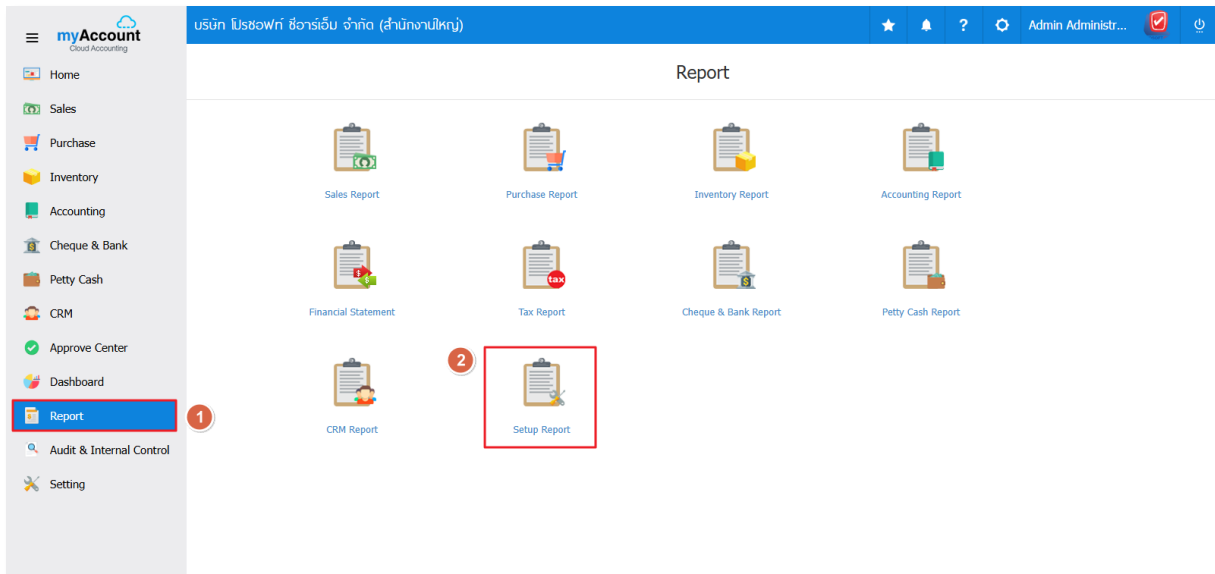 myAccount
Cloud Accounting
บริษัท โปรซอฟท์ ซีอาร์เอ็ม จำกัด (สำนักงานใหญ่)
?
Admin Administr...
Home
Sales
Purchase
Inventory
Accounting
Cheque & Bank
Petty Cash
CRM
Approve Center
Dashboard
Report
1
Audit & Internal Control
Setting
Report
Sales Report
Purchase Report
Inventory Report
Accounting Report
tax
Financial Statement
Tax Report
Cheque & Bank Report
Petty Cash Report
2
CRM Report
Setup Report